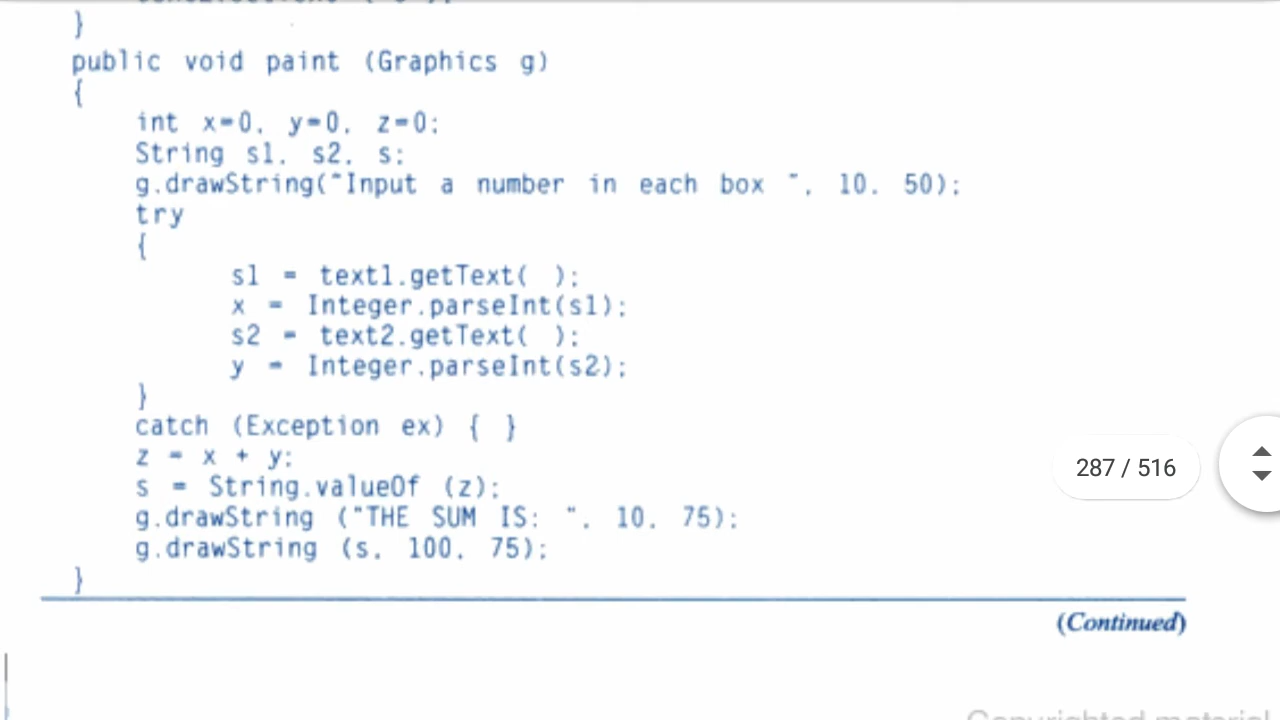 }
public void paint (Graphics g)
{
int x=0, y=0, z=0;
String s1, s2, s;
g.drawString("Input a number in each box ", 10, 50);
try
{
s1 = text1.getText( );
x = Integer.parseInt(s1);
s2 = text2.getText( );
y = Integer.parseInt(s2);
}
catch (Exception ex) { }
z = x + y;
s = String.valueOf (z);
g.drawString ("THE SUM IS: ", 10, 75);
g.drawString (s, 100, 75);
}
287 / 516
(Continued)
Copyrighted material